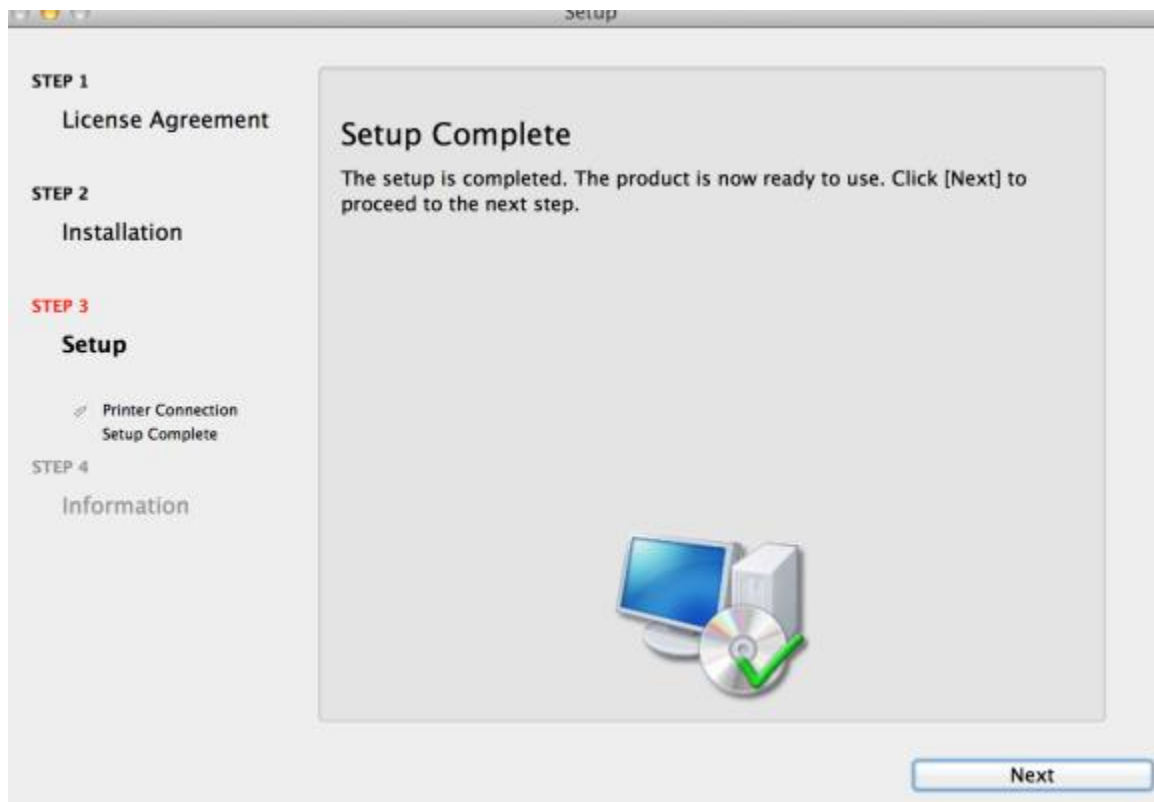 Setup
STEP 1
License Agreement
STEP 2
Installation
STEP 3
Setup
Printer Connection
Setup Complete
STEP 4
Information
Setup Complete
The setup is completed. The product is now ready to use. Click [Next] to
proceed to the next step.
Next